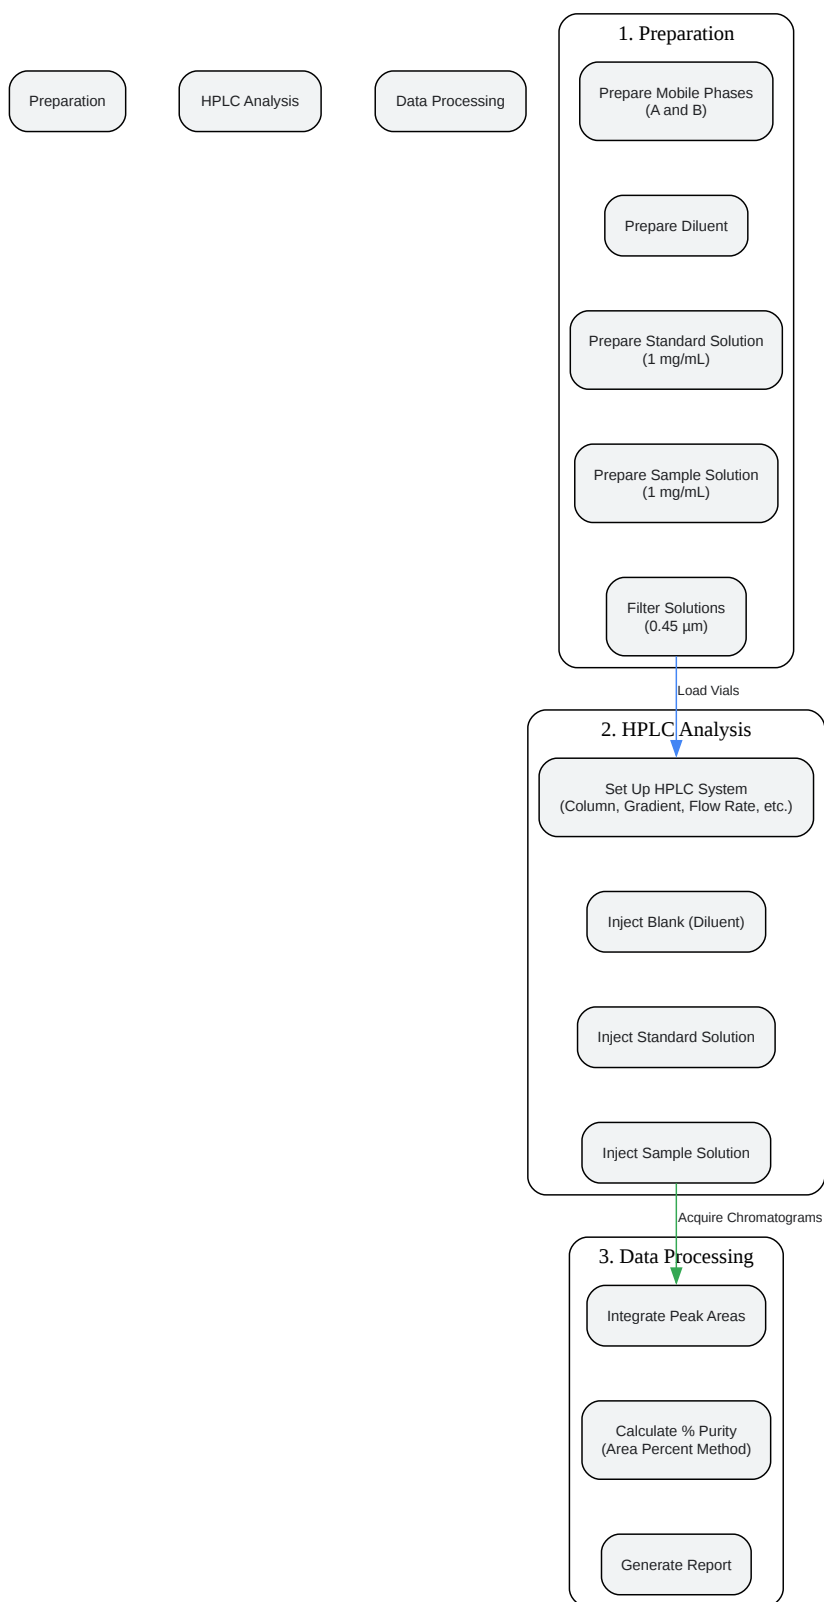 1. Preparation
Preparation
HPLC Analysis
Data Processing
Prepare Mobile Phases
(A and B)
Prepare Diluent
Prepare Standard Solution
(1 mg/mL)
Prepare Sample Solution
(1 mg/mL)
Filter Solutions
(0.45 µm)
Load Vials
2. HPLC Analysis
Set Up HPLC System
(Column, Gradient, Flow Rate, etc.)
Inject Blank (Diluent)
Inject Standard Solution
Inject Sample Solution
Acquire Chromatograms
3. Data Processing
Integrate Peak Areas
Calculate % Purity
(Area Percent Method)
Generate Report